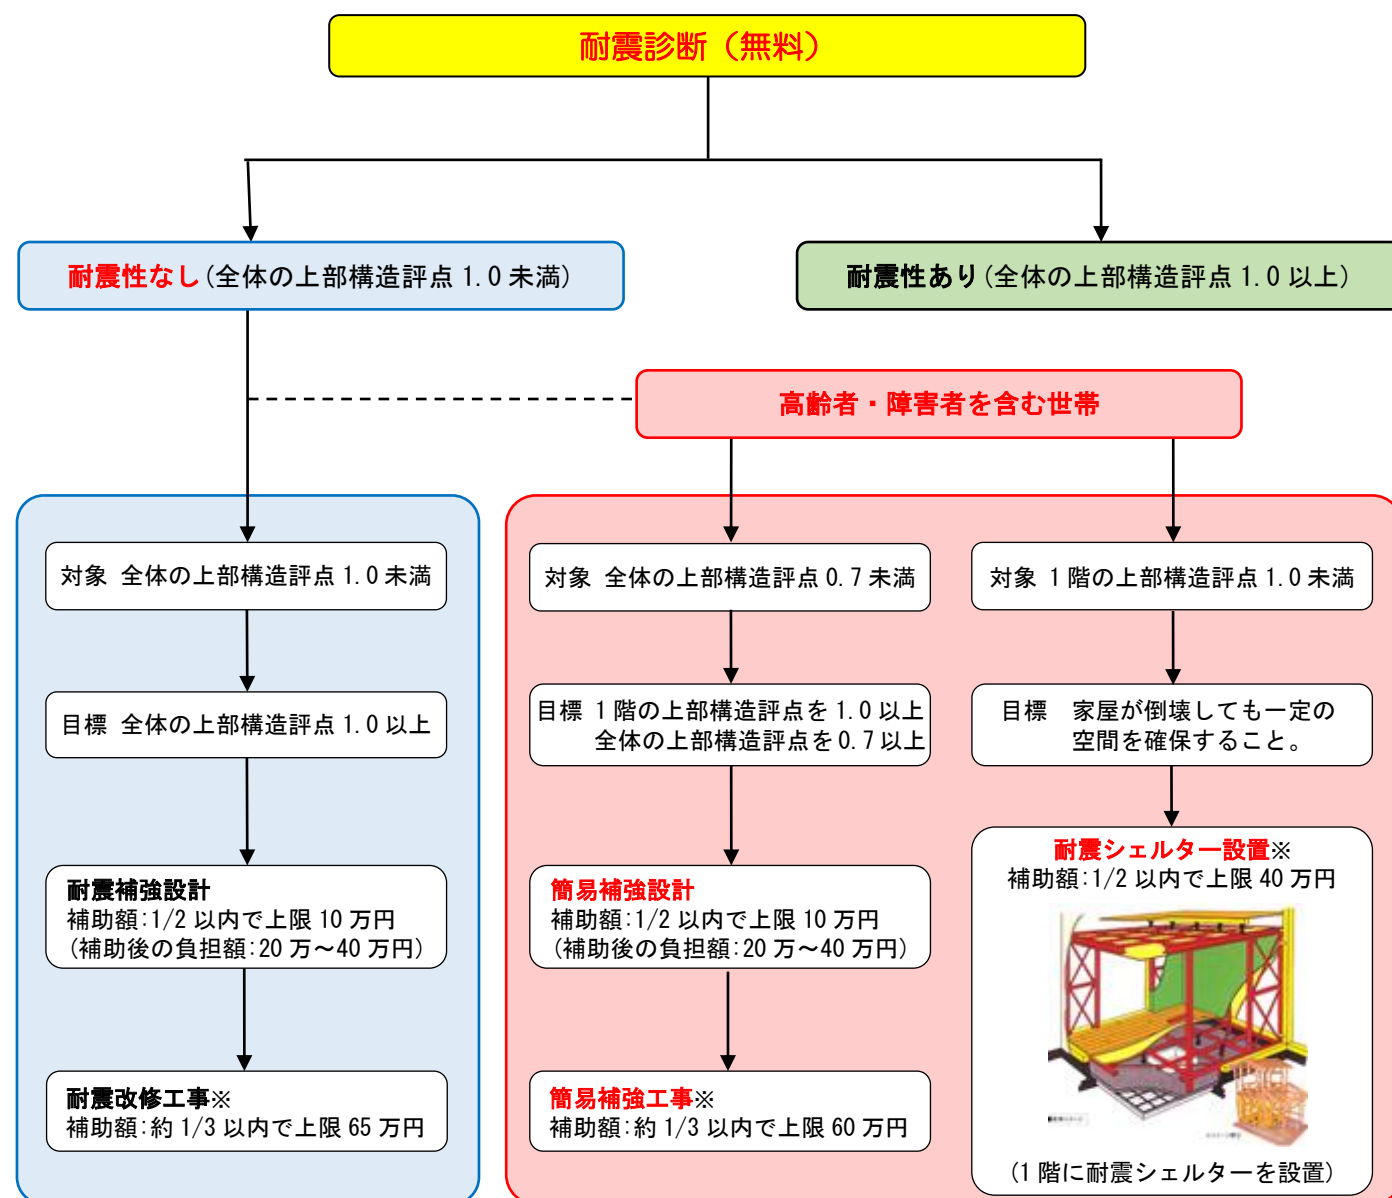 耐震診断（無料）
耐震性なし(全体の上部構造評点 1.0 未満)
耐震性あり(全体の上部構造評点 1.0 以上)
高齢者・障害者を含む世帯
対象 全体の上部構造評点 1.0 未満
目標 全体の上部構造評点 1.0 以上
耐震補強設計
補助額:1/2 以内で上限 10 万円
(補助後の負担額:20 万～40 万円)
耐震改修工事※
補助額:約 1/3 以内で上限 65 万円
対象 全体の上部構造評点 0.7 未満
目標 1 階の上部構造評点を 1.0 以上
全体の上部構造評点を 0.7 以上
簡易補強設計
補助額:1/2 以内で上限 10 万円
(補助後の負担額:20 万～40 万円)
簡易補強工事※
補助額:約 1/3 以内で上限 60 万円
対象 1 階の上部構造評点 1.0 未満
目標 家屋が倒壊しても一定の
空間を確保すること。
耐震シェルター設置※
補助額:1/2 以内で上限 40 万円
(1 階に耐震シェルターを設置)